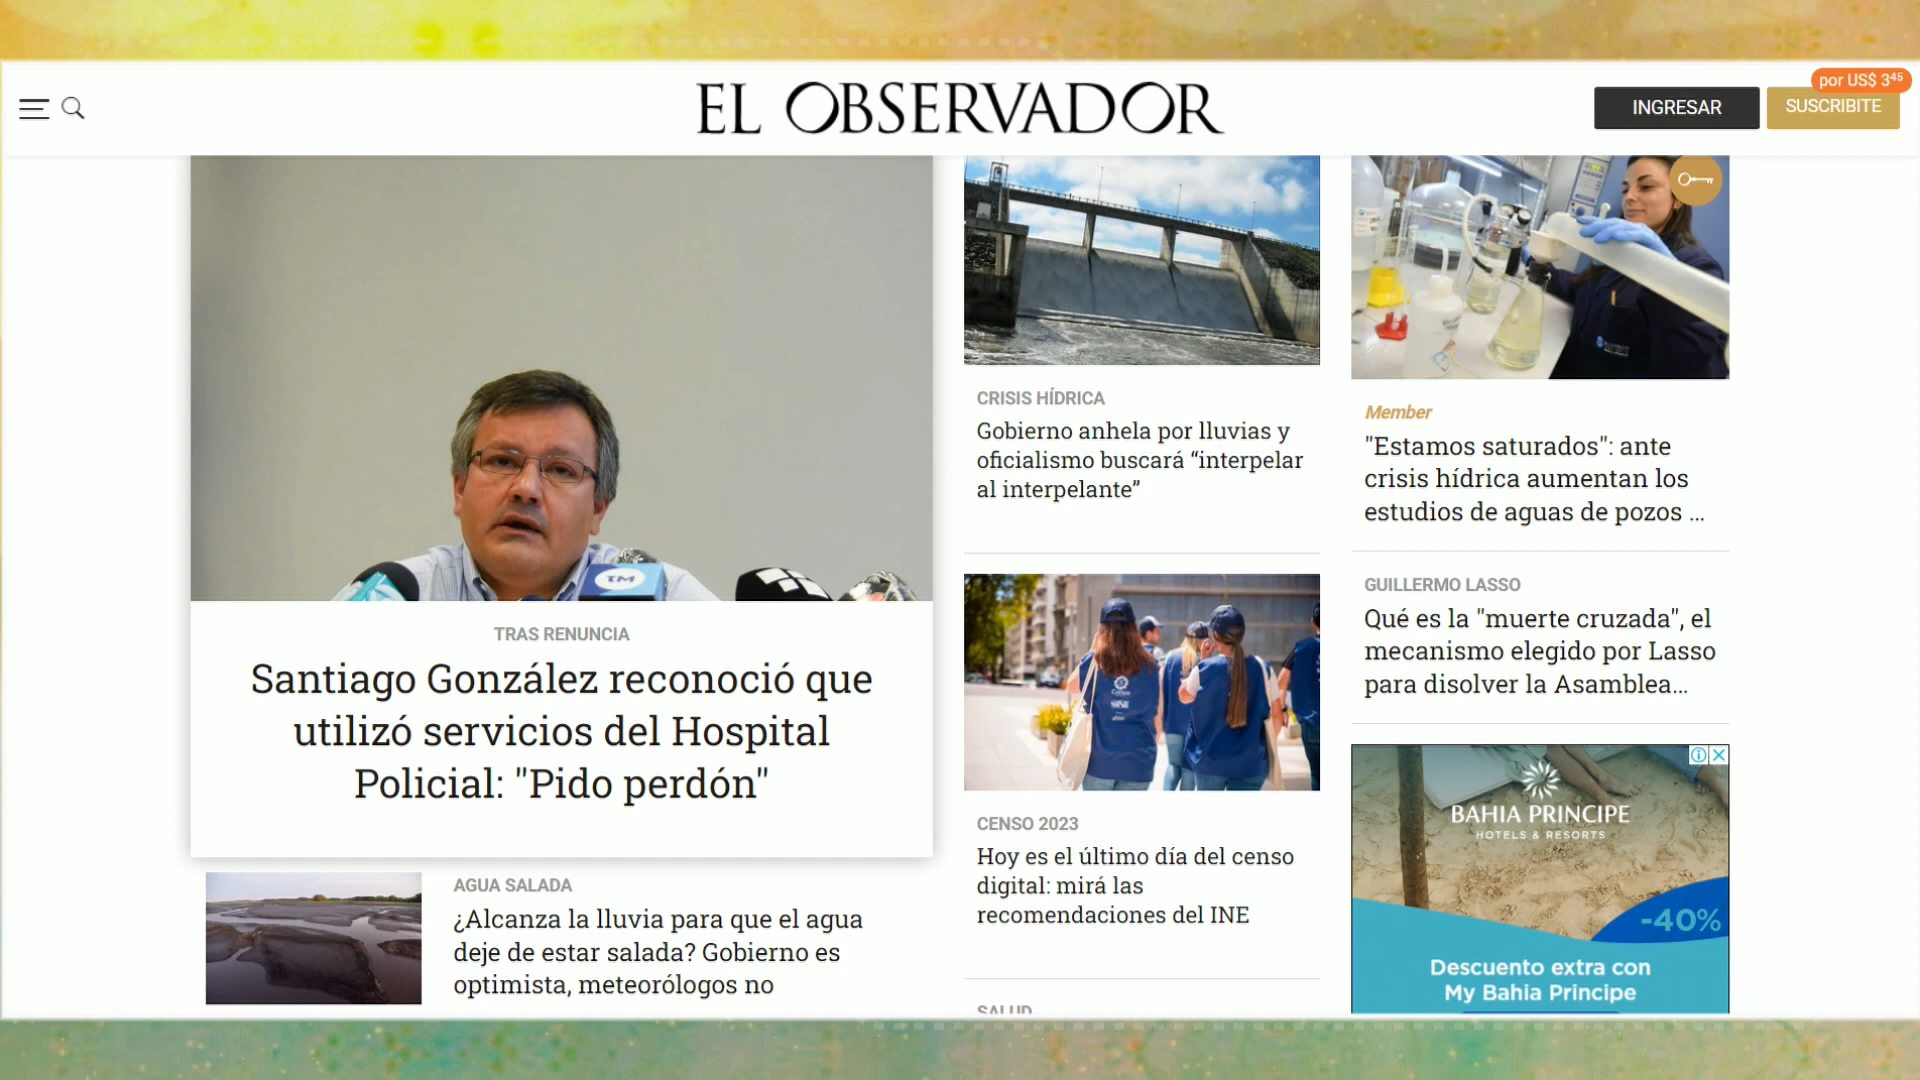 EL OBSERVADOR
INGRESAR
por US$ 3⁴⁵
SUSCRIBITE
TM
TRAS RENUNCIA
Santiago González reconoció que
utilizó servicios del Hospital
Policial: "Pido perdón"
AGUA SALADA
¿Alcanza la lluvia para que el agua
deje de estar salada? Gobierno es
optimista, meteorólogos no
CRISIS HÍDRICA
Gobierno anhela por lluvias y
oficialismo buscará “interpelar
al interpelante”
CENSO 2023
Hoy es el último día del censo
digital: mirá las
recomendaciones del INE
SALUD
Member
"Estamos saturados": ante
crisis hídrica aumentan los
estudios de aguas de pozos ...
GUILLERMO LASSO
Qué es la "muerte cruzada", el
mecanismo elegido por Lasso
para disolver la Asamblea...
BAHIA PRINCIPE
HOTELS & RESORTS
-40%
Descuento extra con
My Bahia Principe